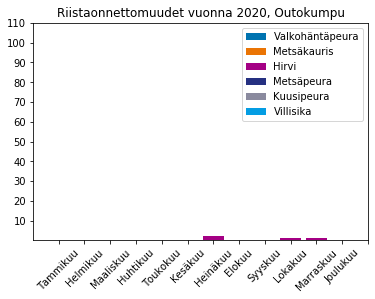 Riistaonnettomuudet vuonna 2020, Outokumpu
110
100
90
80
70
60
50
40
30
20
10
Valkohäntäpeura
Metsäkauris
Hirvi
Metsäpeura
Kuusipeura
Villisika
Tammikuu
Helmikuu
Maaliskuu
Huhtikuu
Toukokuu
Kesäkuu
Heinäkuu
Elokuu
Syyskuu
Lokakuu
Marraskuu
Joulukuu